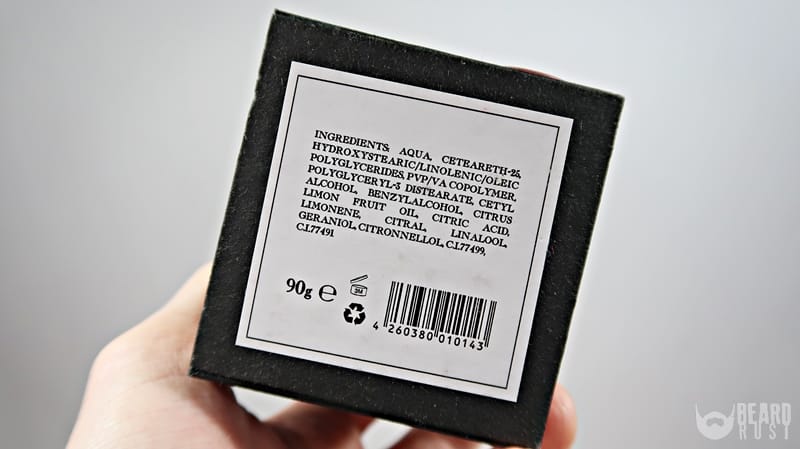 INGREDIENTS: AQUA, CETEARETH-25,
HYDROXYSTEARIC/LINOLENIC/OLEIC
POLYGLYCERIDES, PVP/VA COPOLYMER,
POLYGLYCERYL-3 DISTEARATE, CETYL
ALCOHOL, BENZYLALCOHOL, CITRUS
LIMON FRUIT OIL, CITRIC ACID,
LIMONENE, CITRAL, LINALOOL,
GERANIOL, CITRONNELLOL, C.I.77499,
C.I.77491
90g ℮
4 260380 010143
BEARD
RUST